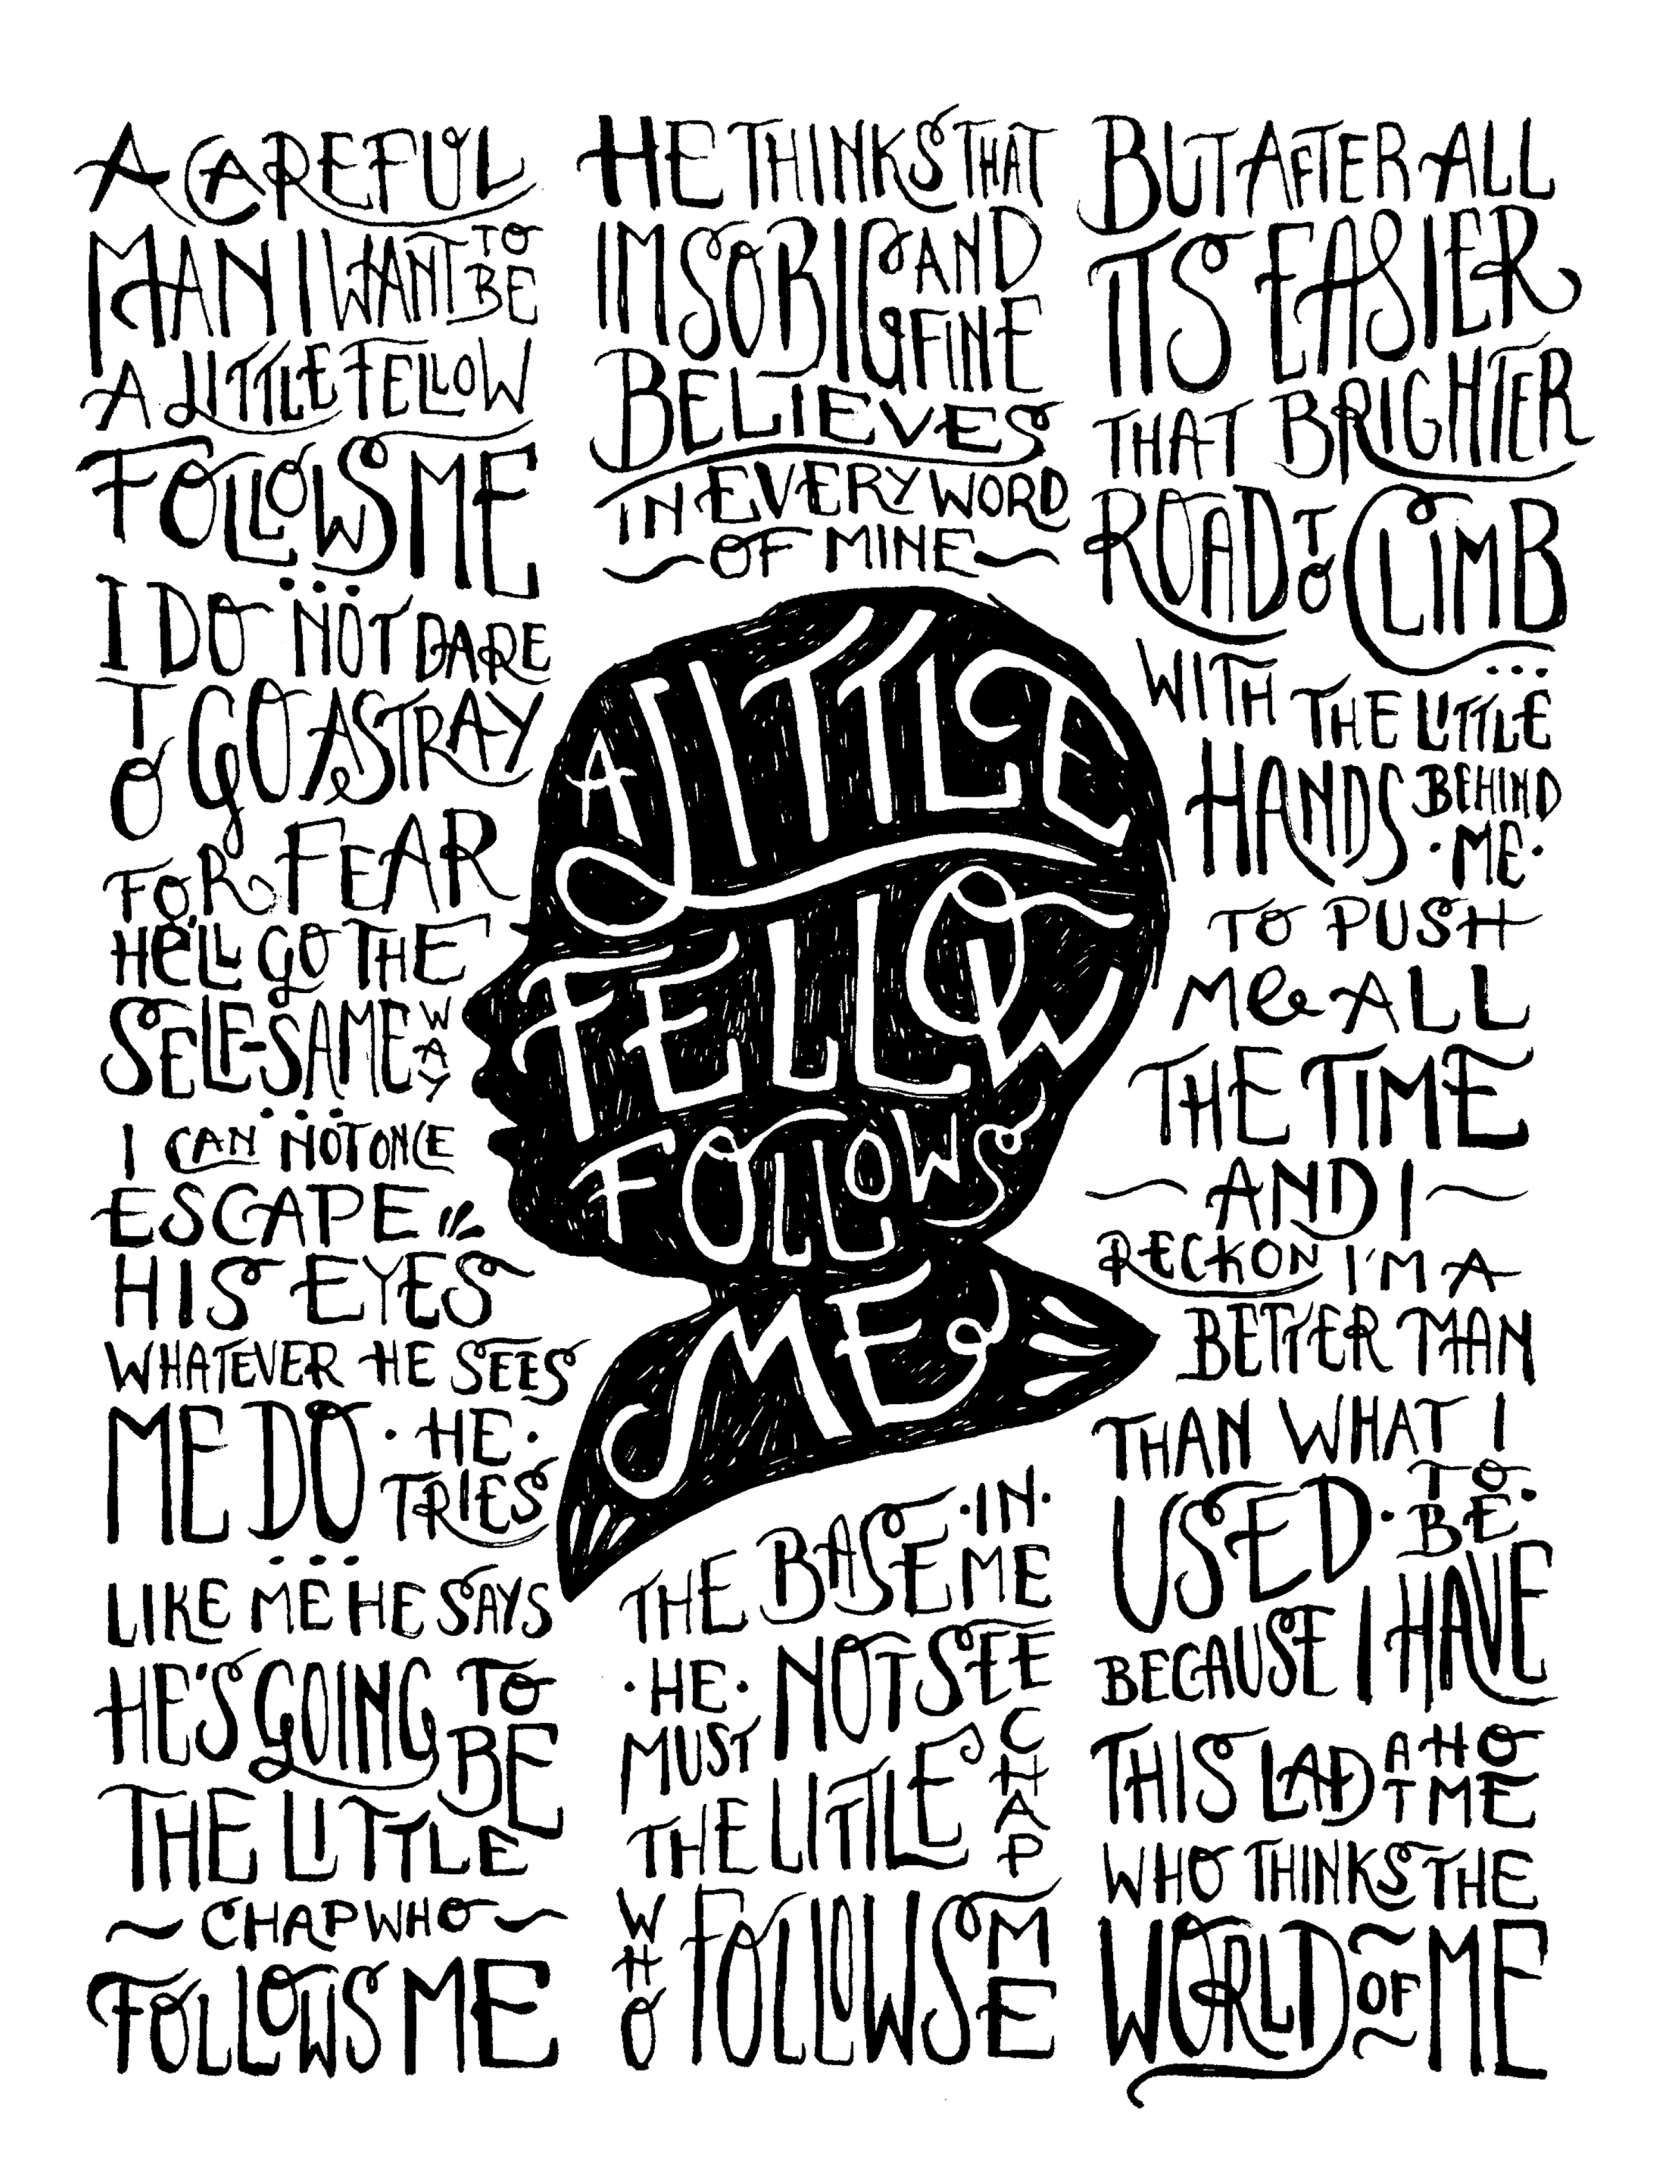 A CAREFUL
MAN I WANT TO BE
A LITTLE FELLOW
FOLLOWS ME
I DO NOT DARE
TO GO ASTRAY
FOR FEAR
HE'LL GO THE
SELF-SAME WAY
I CAN NOT ONCE
ESCAPE
HIS EYES
WHATEVER HE SEES
ME DO HE TRIES
LIKE ME HE SAYS
HE'S GOING TO BE
THE LITTLE
CHAP WHO
FOLLOWS ME
HE THINKS THAT
IM SO BIG AND FINE
BELIEVES
IN EVERY WORD
OF MINE
A LITTLE
FELLOW
FOLLOWS
ME
THE BASE IN ME
HE MUST NOT SEE
THE LITTLE CHAP
WHO FOLLOWS ME
BUT AFTER ALL
ITS EASIER
THAT BRIGHTER
ROAD TO CLIMB
WITH THE LITTLE
HANDS BEHIND ME
TO PUSH
ME ALL
THE TIME
AND I
RECKON I'M A
BETTER MAN
THAN WHAT I
USED TO BE
BECAUSE I HAVE
THIS LAD AT HOME
WHO THINKS THE
WORLD OF ME